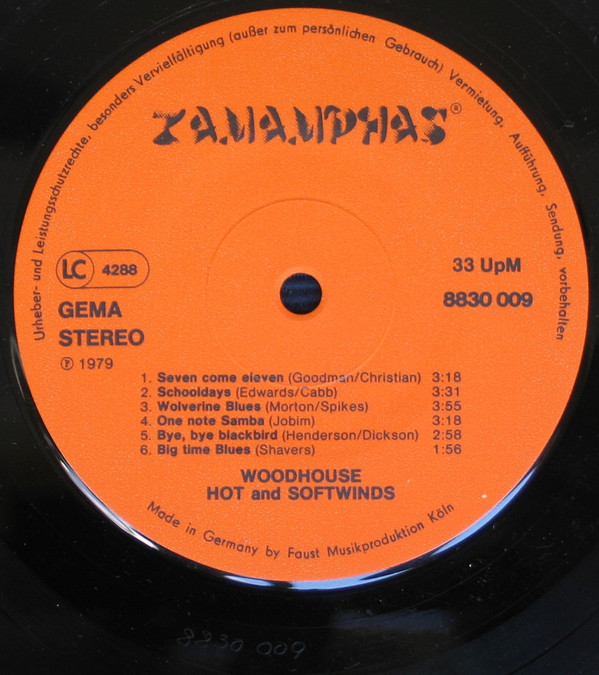 Urheber- und Leistungsschutzrechte, besonders Vervielfältigung (außer zum persönlichen Gebrauch) Vermietung, Aufführung, Sendung, vorbehalten
XANANPHAS®
LC 4288
GEMA
STEREO
℗ 1979
33 UpM
8830 009
1. Seven come eleven (Goodman/Christian) 3:18
2. Schooldays (Edwards/Cabb) 3:31
3. Wolverine Blues (Morton/Spikes) 3:55
4. One note Samba (Jobim) 3:18
5. Bye, bye blackbird (Henderson/Dickson) 2:58
6. Big time Blues (Shavers) 1:56
WOODHOUSE
HOT and SOFTWINDS
Made in Germany by Faust Musikproduktion Köln
8830 009